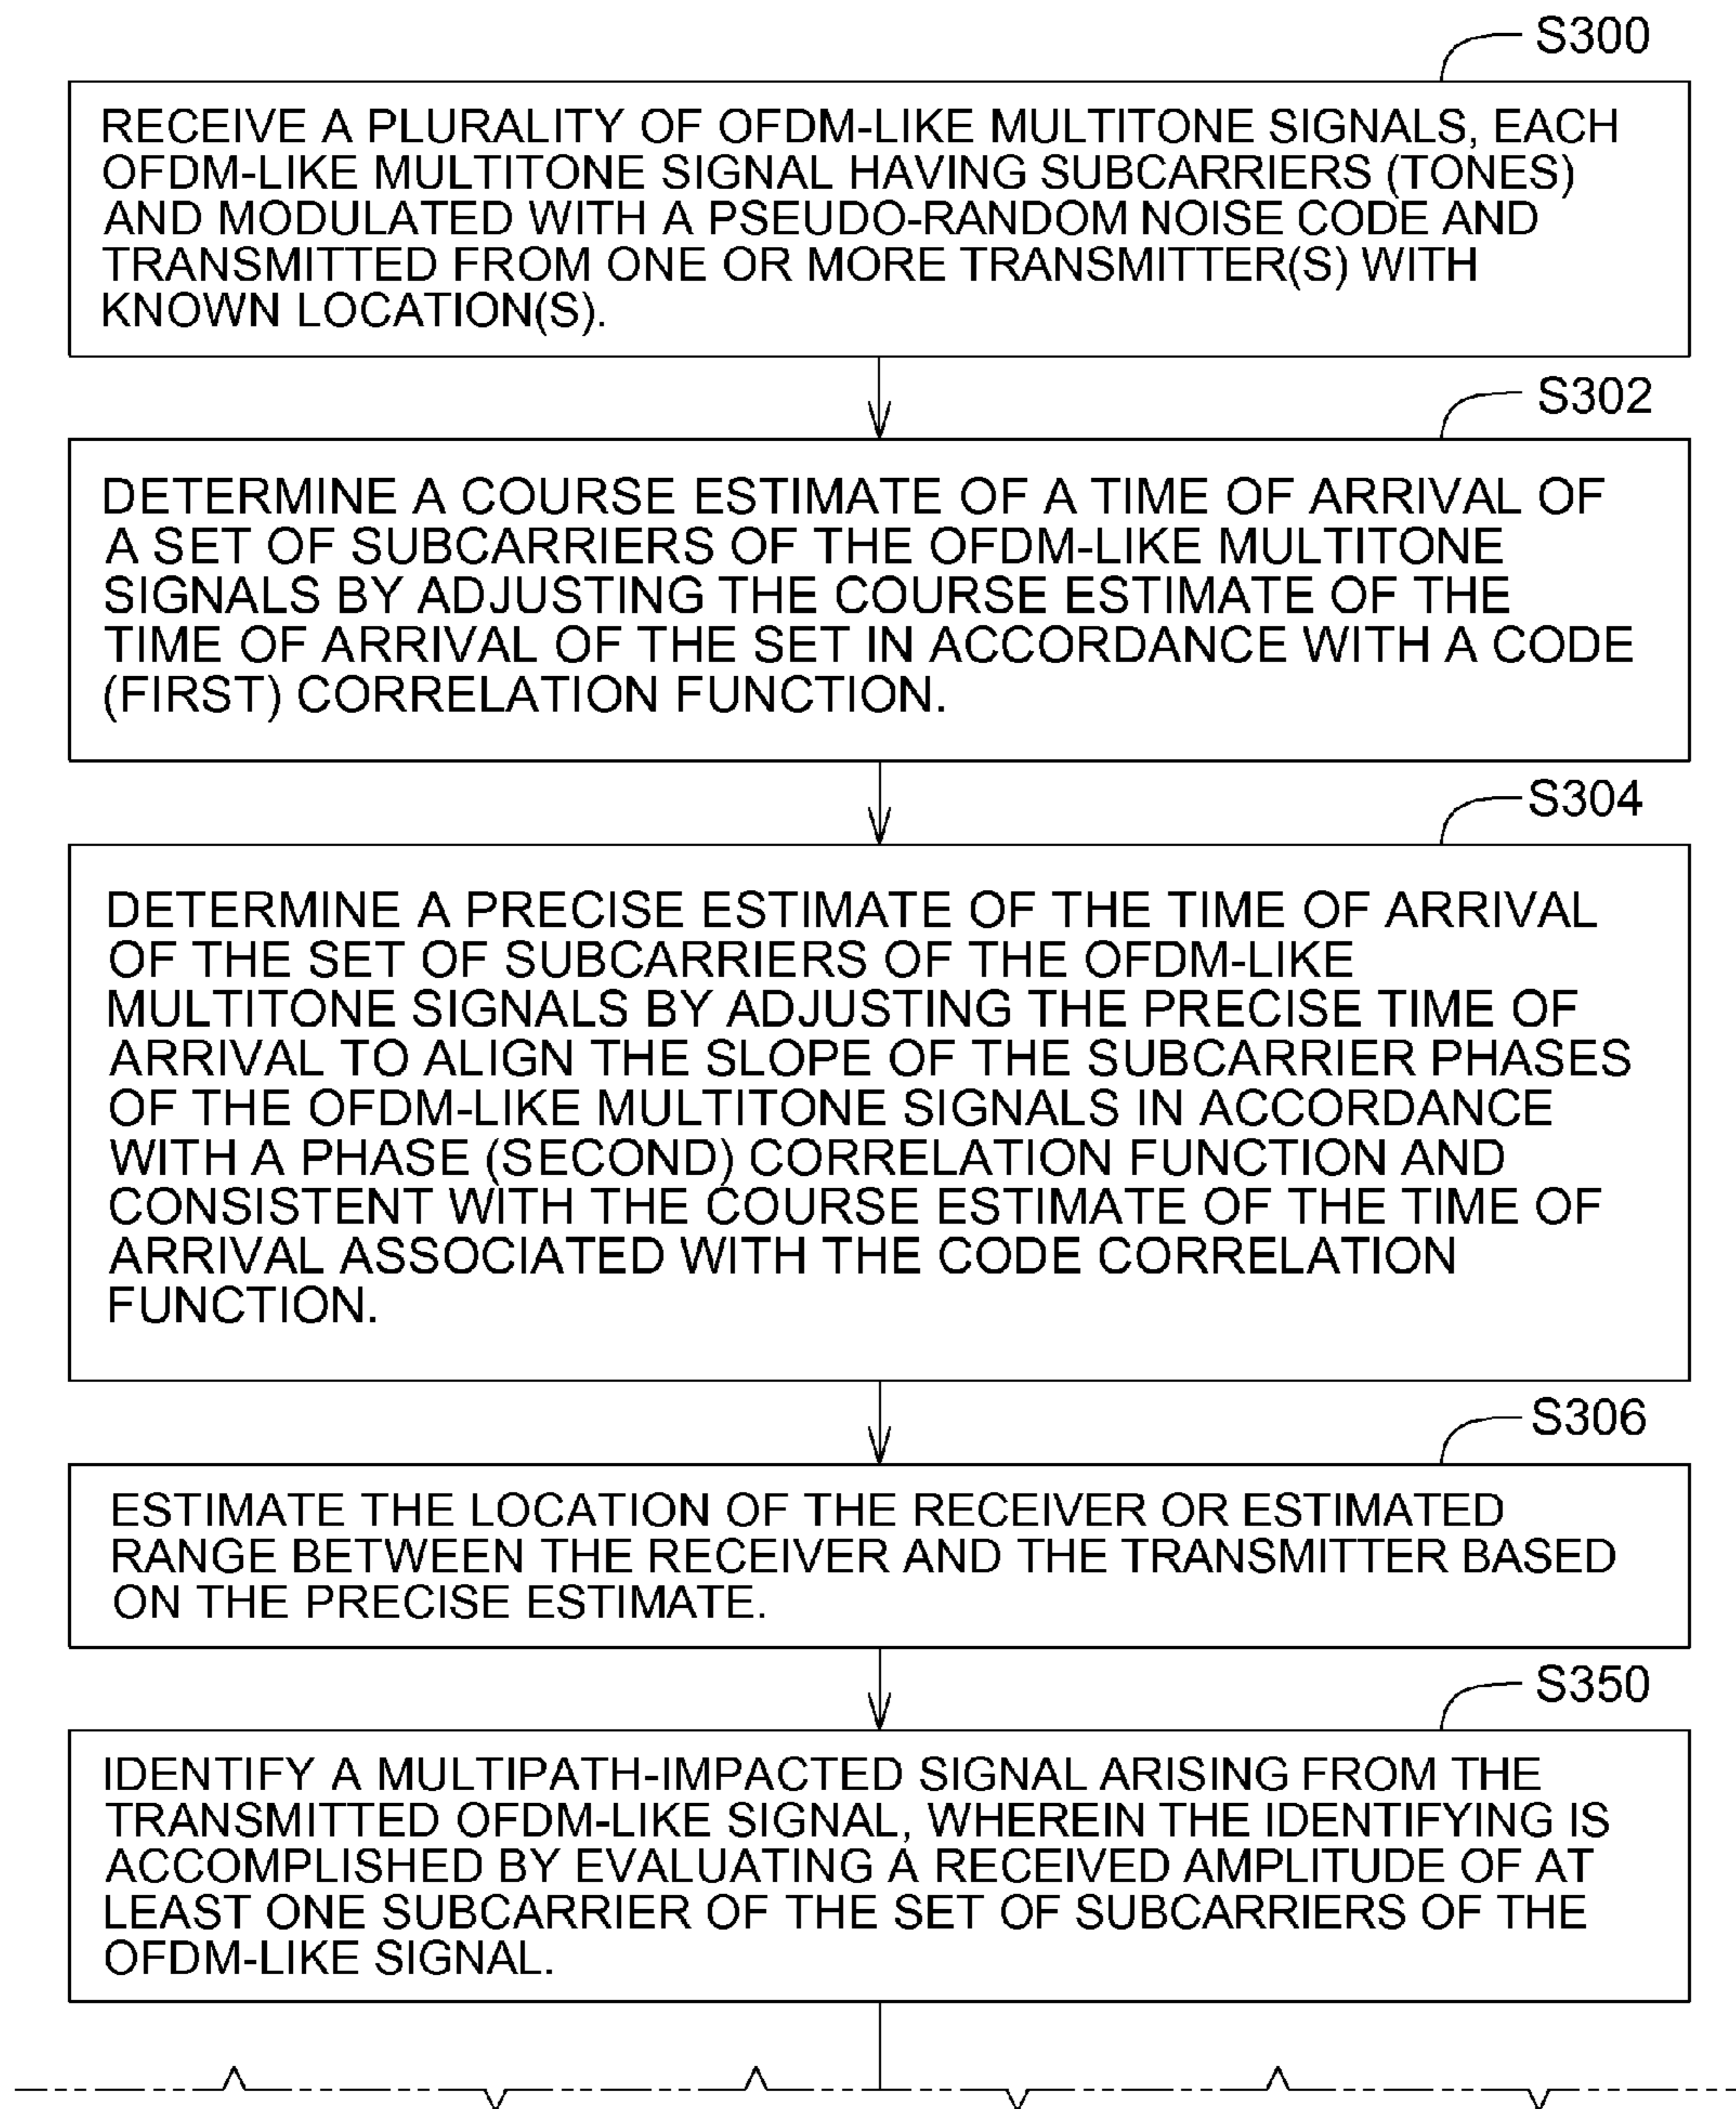 S300
RECEIVE A PLURALITY OF OFDM-LIKE MULTITONE SIGNALS, EACH
OFDM-LIKE MULTITONE SIGNAL HAVING SUBCARRIERS (TONES)
AND MODULATED WITH A PSEUDO-RANDOM NOISE CODE AND
TRANSMITTED FROM ONE OR MORE TRANSMITTER(S) WITH
KNOWN LOCATION(S).
S302
DETERMINE A COURSE ESTIMATE OF A TIME OF ARRIVAL OF
A SET OF SUBCARRIERS OF THE OFDM-LIKE MULTITONE
SIGNALS BY ADJUSTING THE COURSE ESTIMATE OF THE
TIME OF ARRIVAL OF THE SET IN ACCORDANCE WITH A CODE
(FIRST) CORRELATION FUNCTION.
S304
DETERMINE A PRECISE ESTIMATE OF THE TIME OF ARRIVAL
OF THE SET OF SUBCARRIERS OF THE OFDM-LIKE
MULTITONE SIGNALS BY ADJUSTING THE PRECISE TIME OF
ARRIVAL TO ALIGN THE SLOPE OF THE SUBCARRIER PHASES
OF THE OFDM-LIKE MULTITONE SIGNALS IN ACCORDANCE
WITH A PHASE (SECOND) CORRELATION FUNCTION AND
CONSISTENT WITH THE COURSE ESTIMATE OF THE TIME OF
ARRIVAL ASSOCIATED WITH THE CODE CORRELATION
FUNCTION.
S306
ESTIMATE THE LOCATION OF THE RECEIVER OR ESTIMATED
RANGE BETWEEN THE RECEIVER AND THE TRANSMITTER BASED
ON THE PRECISE ESTIMATE.
S350
IDENTIFY A MULTIPATH-IMPACTED SIGNAL ARISING FROM THE
TRANSMITTED OFDM-LIKE SIGNAL, WHEREIN THE IDENTIFYING IS
ACCOMPLISHED BY EVALUATING A RECEIVED AMPLITUDE OF AT
LEAST ONE SUBCARRIER OF THE SET OF SUBCARRIERS OF THE
OFDM-LIKE SIGNAL.